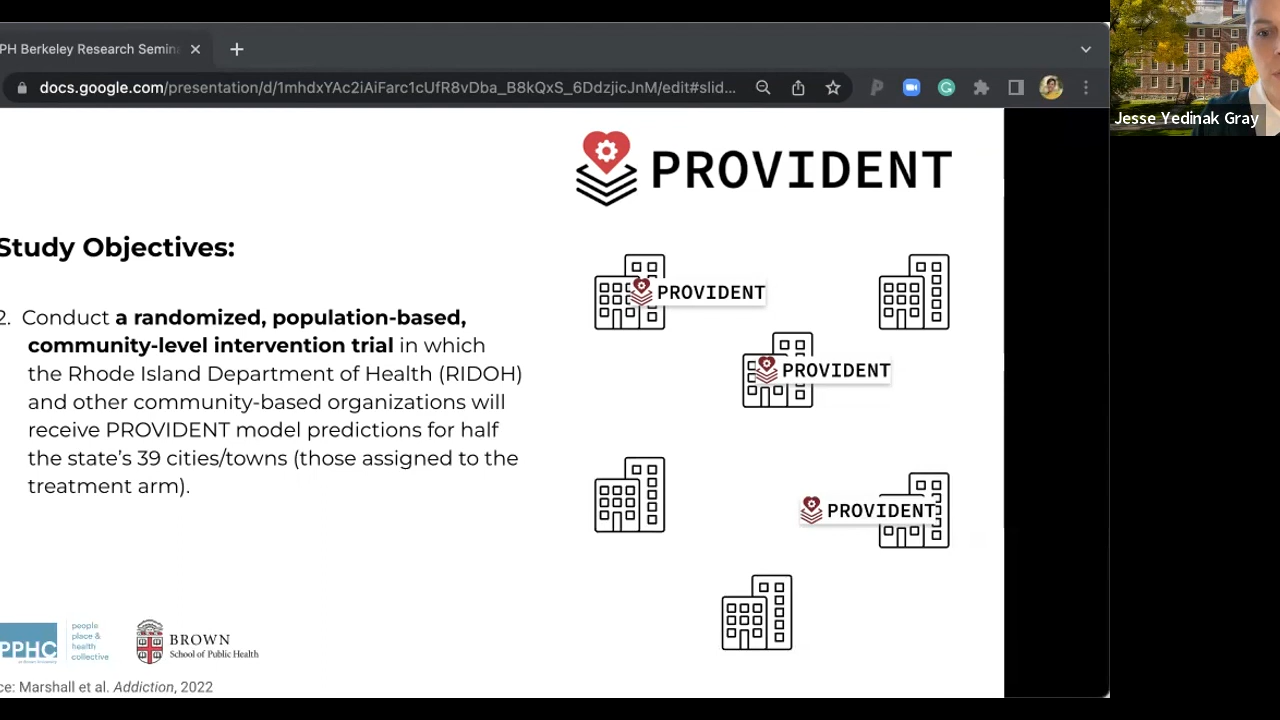 PH Berkeley Research Semina
docs.google.com/presentation/d/1mhdxYAc2iAiFarc1cUfR8vDba_B8kQxS_6DdzjicJnM/edit#slid...
Jesse Yedinak Gray
PROVIDENT
Study Objectives:
2. Conduct a randomized, population-based,
community-level intervention trial in which
the Rhode Island Department of Health (RIDOH)
and other community-based organizations will
receive PROVIDENT model predictions for half
the state's 39 cities/towns (those assigned to the
treatment arm).
PROVIDENT
PROVIDENT
PROVIDENT
PPHC
at Brown University
people
place &
health
collective
BROWN
School of Public Health
ce: Marshall et al. Addiction, 2022